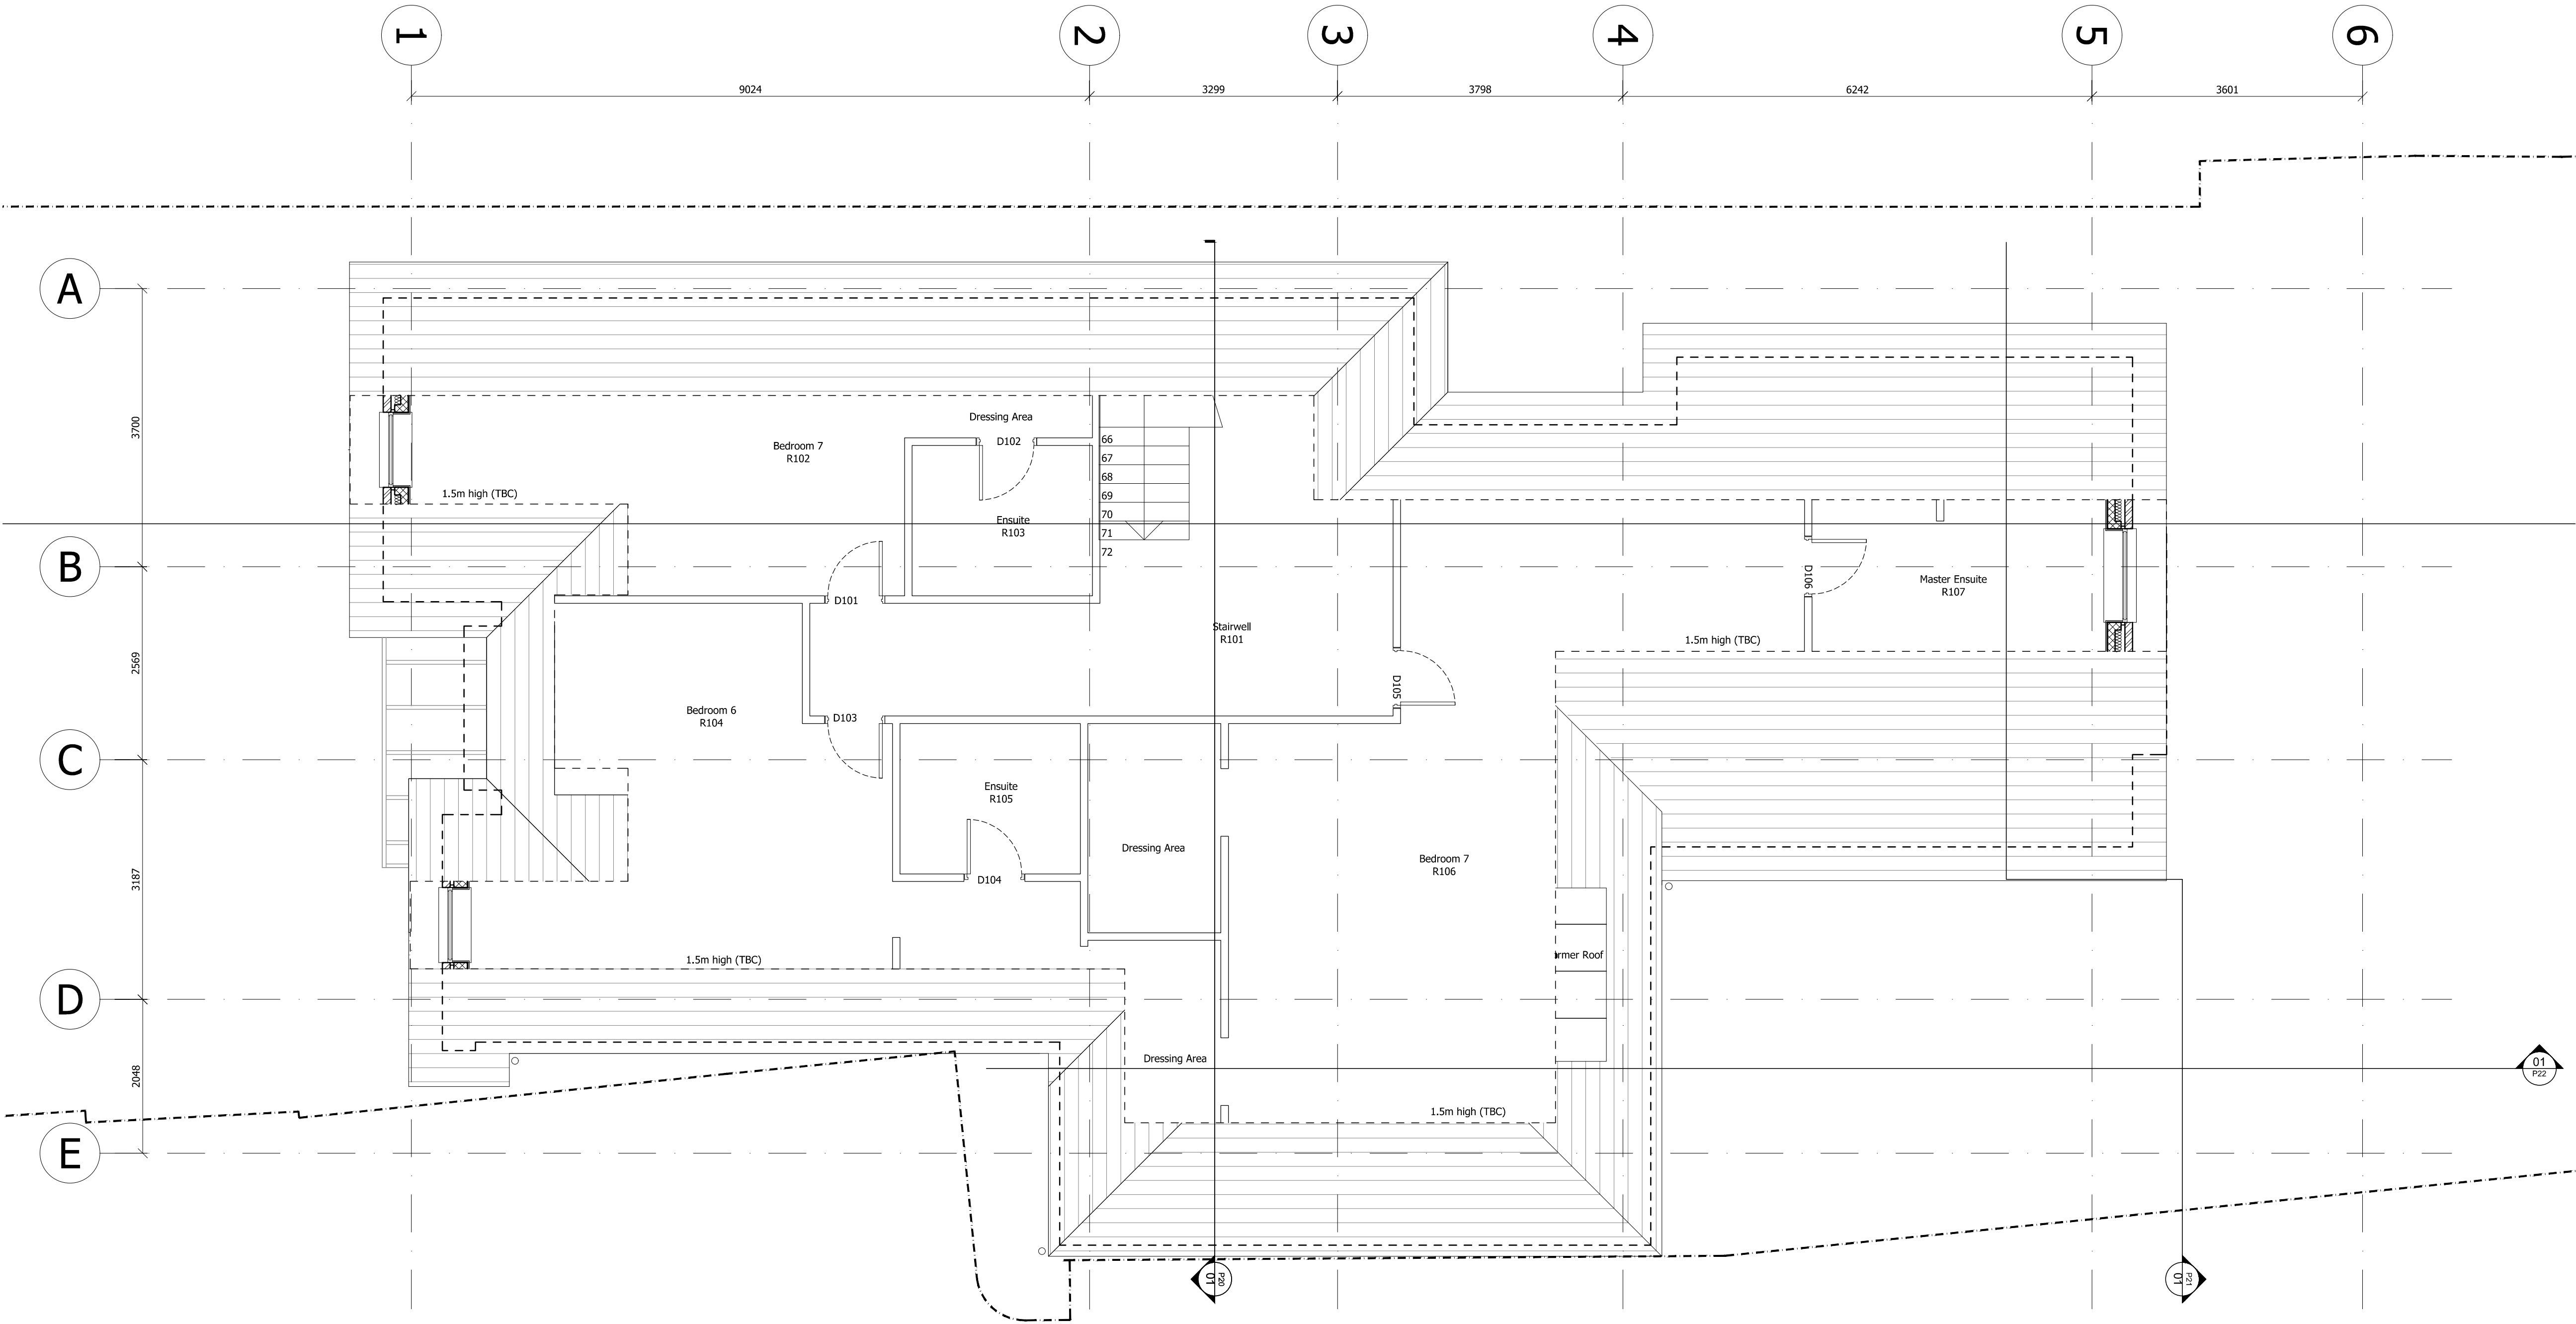 1
2
3
4
5
6
9024
3299
3798
6242
3601
A
B
C
D
E
3700
2569
3187
2048
Dressing Area
D102
Bedroom 7
R102
1.5m high (TBC)
Ensuite
R103
66
67
68
69
70
71
72
D101
Stairwell
R101
D106
Master Ensuite
R107
1.5m high (TBC)
D105
Bedroom 6
R104
D103
Ensuite
R105
D104
Dressing Area
Bedroom 7
R106
rmer Roof
1.5m high (TBC)
Dressing Area
1.5m high (TBC)
01
P22
P20
01
P21
01